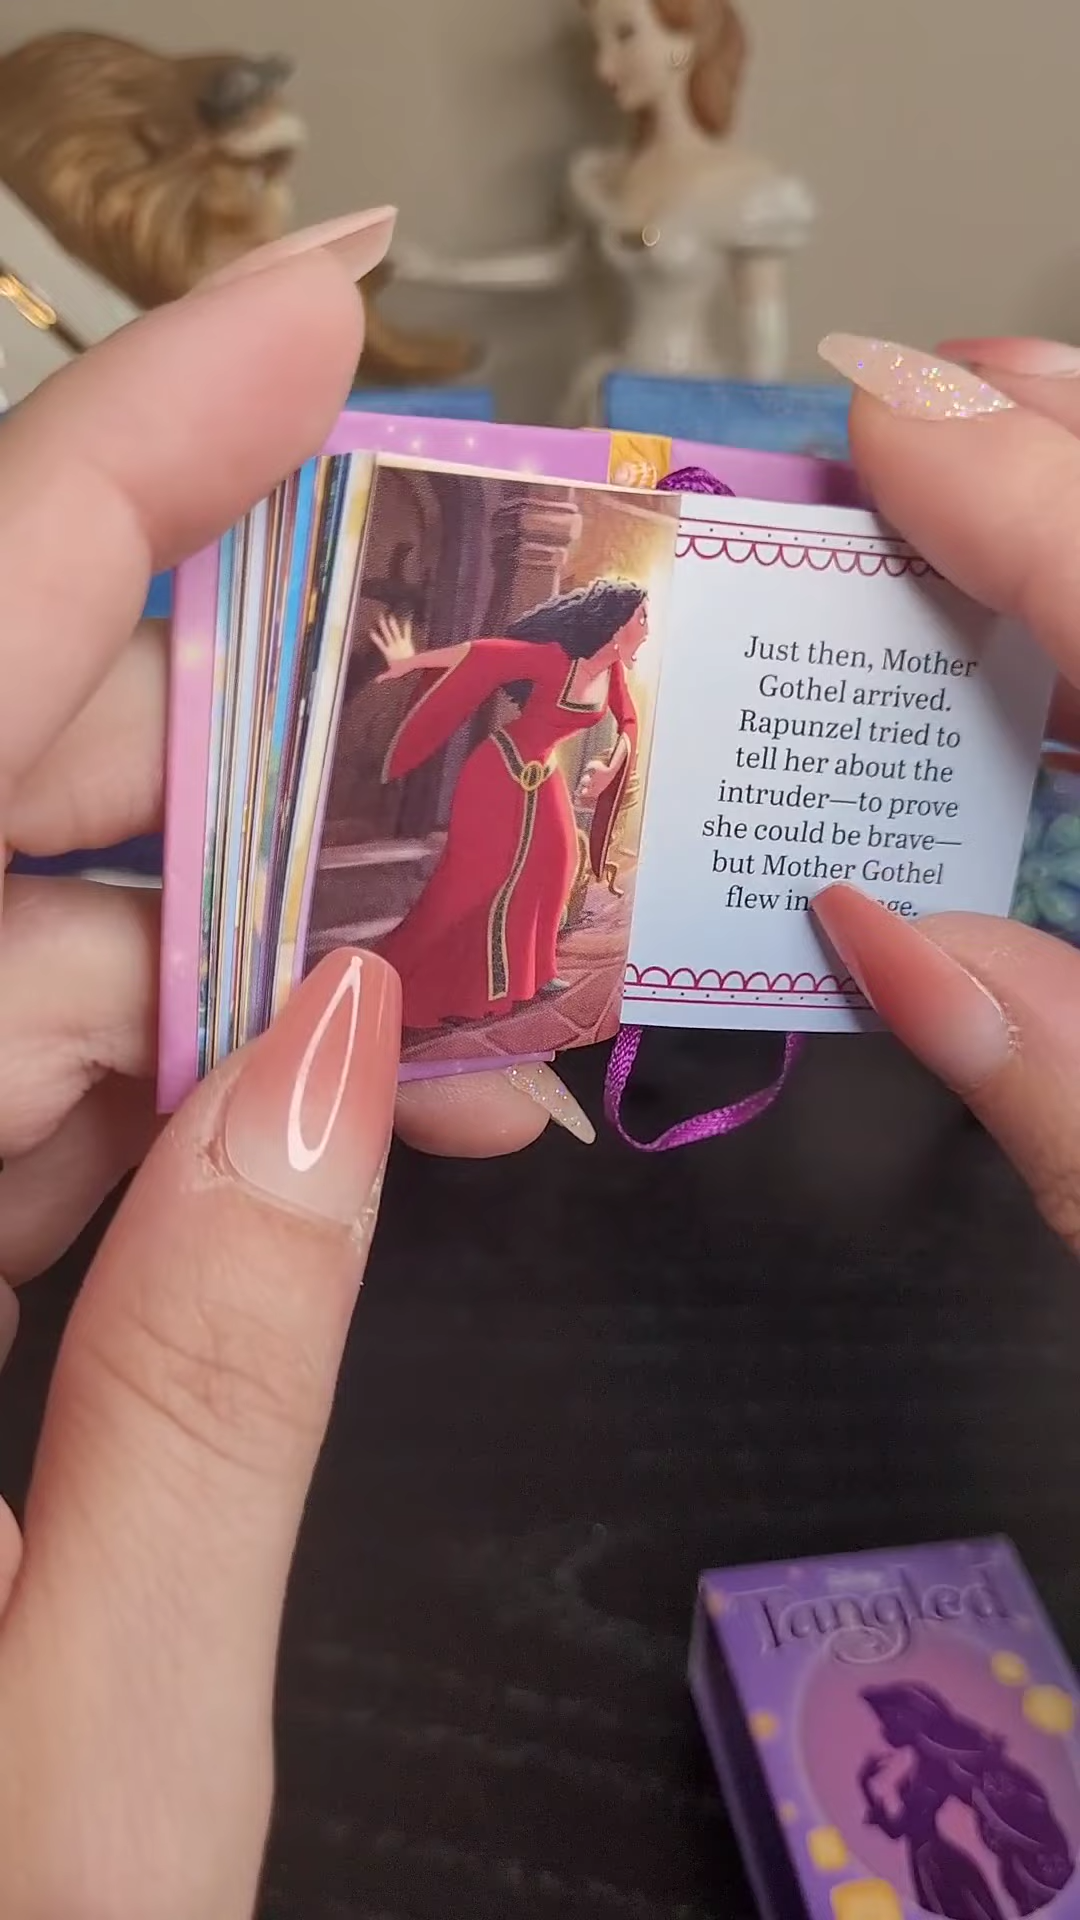 Just then, Mother
Gothel arrived.
Rapunzel tried to
tell her about the
intruder—to prove
she could be brave—
but Mother Gothel
flew in
Tangled